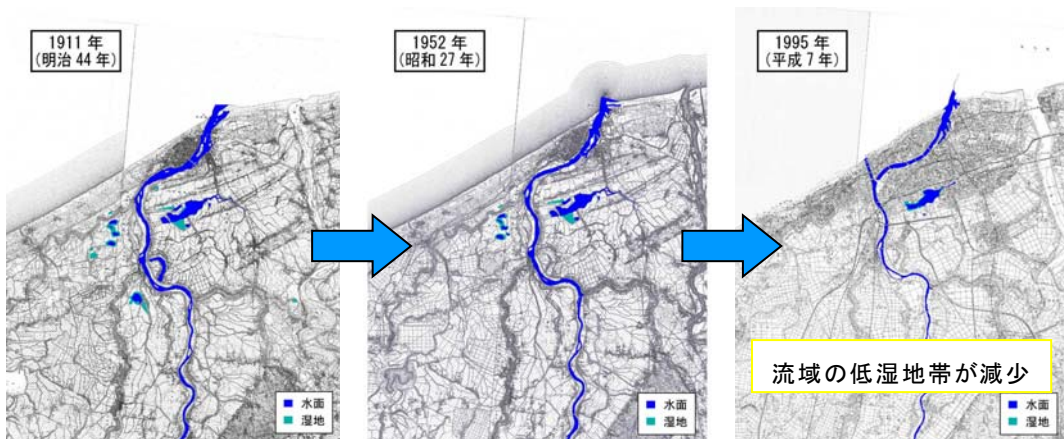 1911 年
(明治 44 年)
1952 年
(昭和 27 年)
1995 年
(平成 7 年)
流域の低湿地帯が減少
水面
湿地
水面
湿地
水面
湿地